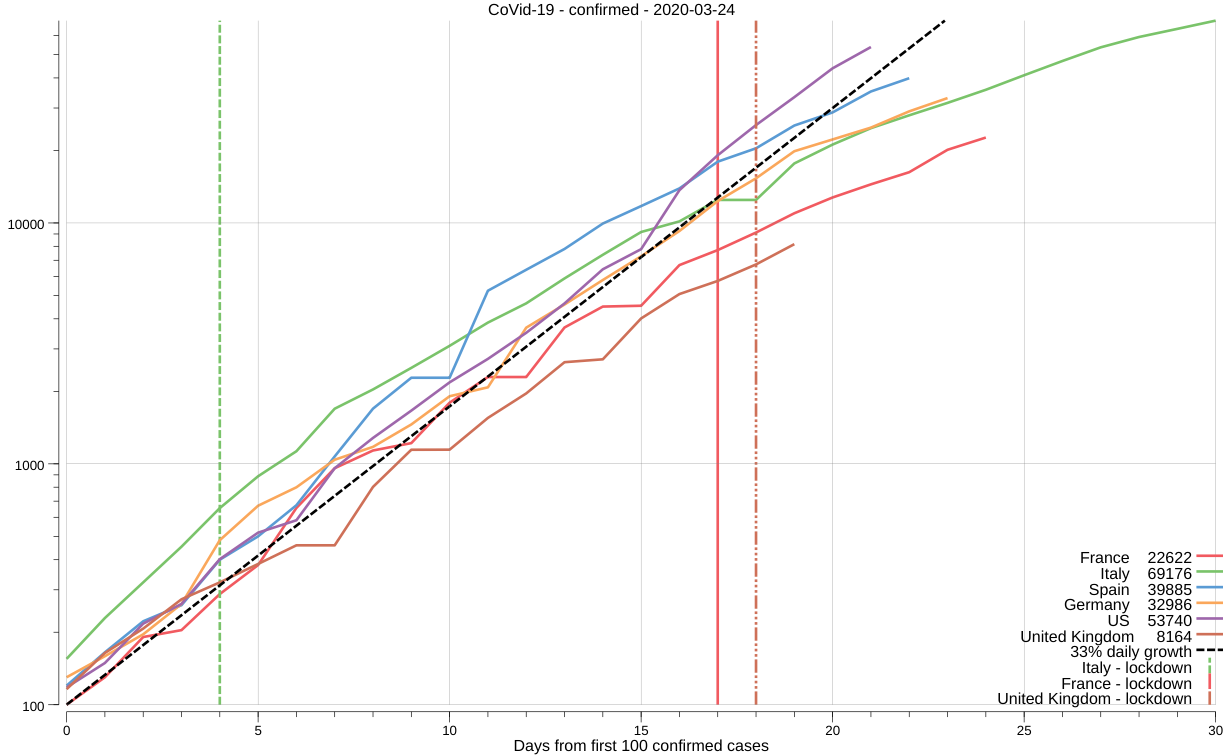 CoVid-19 - confirmed - 2020-03-24
10000
1000
100
France 22622
Italy 69176
Spain 39885
Germany 32986
US 53740
United Kingdom 8164
33% daily growth
Italy - lockdown
France - lockdown
United Kingdom - lockdown
0 5 10 15 20 25 30
Days from first 100 confirmed cases